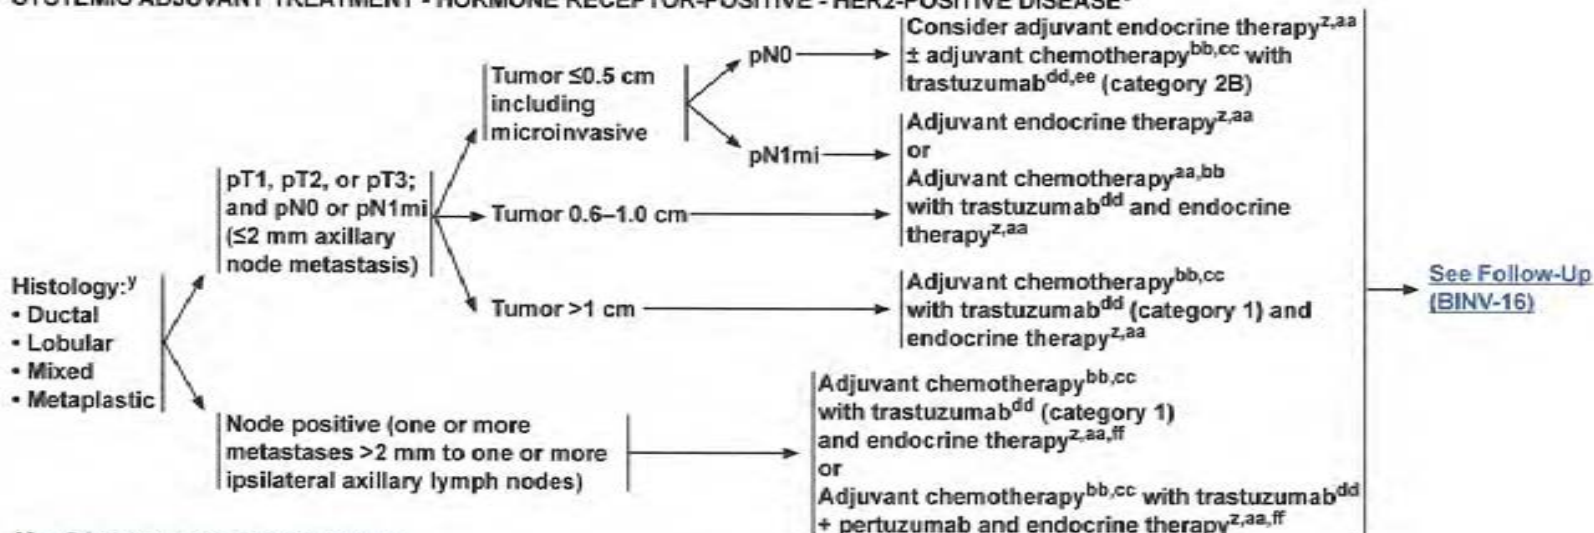 SYSTEMIC ADJUVANT TREATMENT - HORMONE RECEPTOR-POSITIVE - HER2-POSITIVE DISEASE
Histology:y
• Ductal
• Lobular
• Mixed
• Metaplastic
pT1, pT2, or pT3;
and pN0 or pN1mi
(≤2 mm axillary
node metastasis)
Tumor ≤0.5 cm
including
microinvasive
pN0
Consider adjuvant endocrine therapyz,aa
± adjuvant chemotherapybb,cc with
trastuzumabdd,ee (category 2B)
pN1mi
Adjuvant endocrine therapyz,aa
or
Adjuvant chemotherapyaa,bb
with trastuzumabdd and endocrine
therapyz,aa
Tumor 0.6–1.0 cm
Tumor >1 cm
Adjuvant chemotherapybb,cc
with trastuzumabdd (category 1) and
endocrine therapyz,aa
Node positive (one or more
metastases >2 mm to one or more
ipsilateral axillary lymph nodes)
Adjuvant chemotherapybb,cc
with trastuzumabdd (category 1)
and endocrine therapyz,aa,ff
or
Adjuvant chemotherapybb,cc with trastuzumabdd
+ pertuzumab and endocrine therapyz,aa,ff
See Follow-Up
(BINV-16)